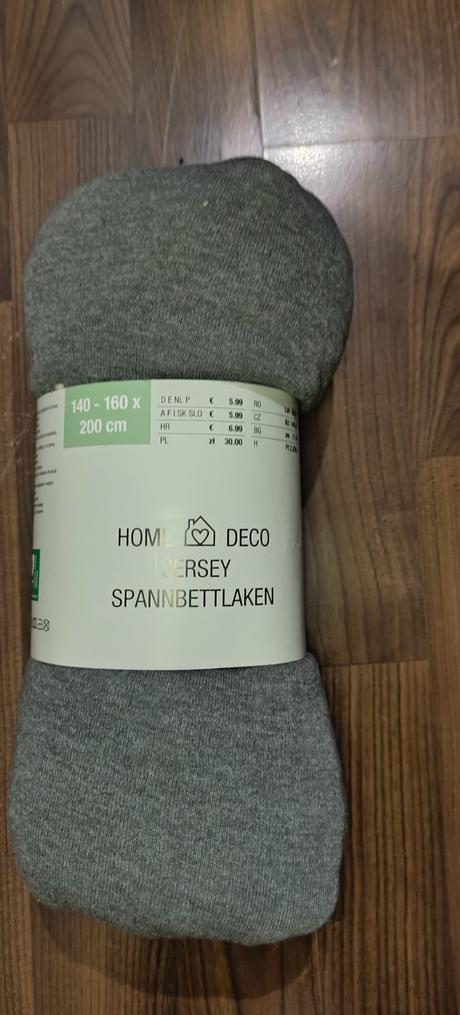 140 - 160 x
200 cm
D E NL P € 5.99 RO
A FI SK SLO € 5.99 CZ
HR € 6.99 BG
PL zł 30.00 H
HOME DECO
JERSEY
SPANNBETTLAKEN